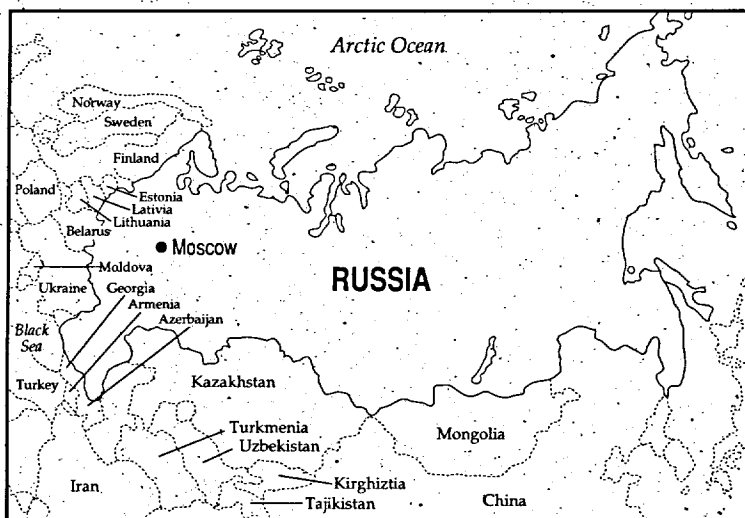 Arctic Ocean
Norway
Sweden
Finland
Poland
Estonia
Lativia
Lithuania
Belarus
Moscow
Moldova
RUSSIA
Ukraine
Georgia
Armenia
Azerbaijan
Black
Sea
Turkey
Kazakhstan
Turkmenia
Uzbekistan
Mongolia
Iran
Kirghiztia
Tajikistan
China